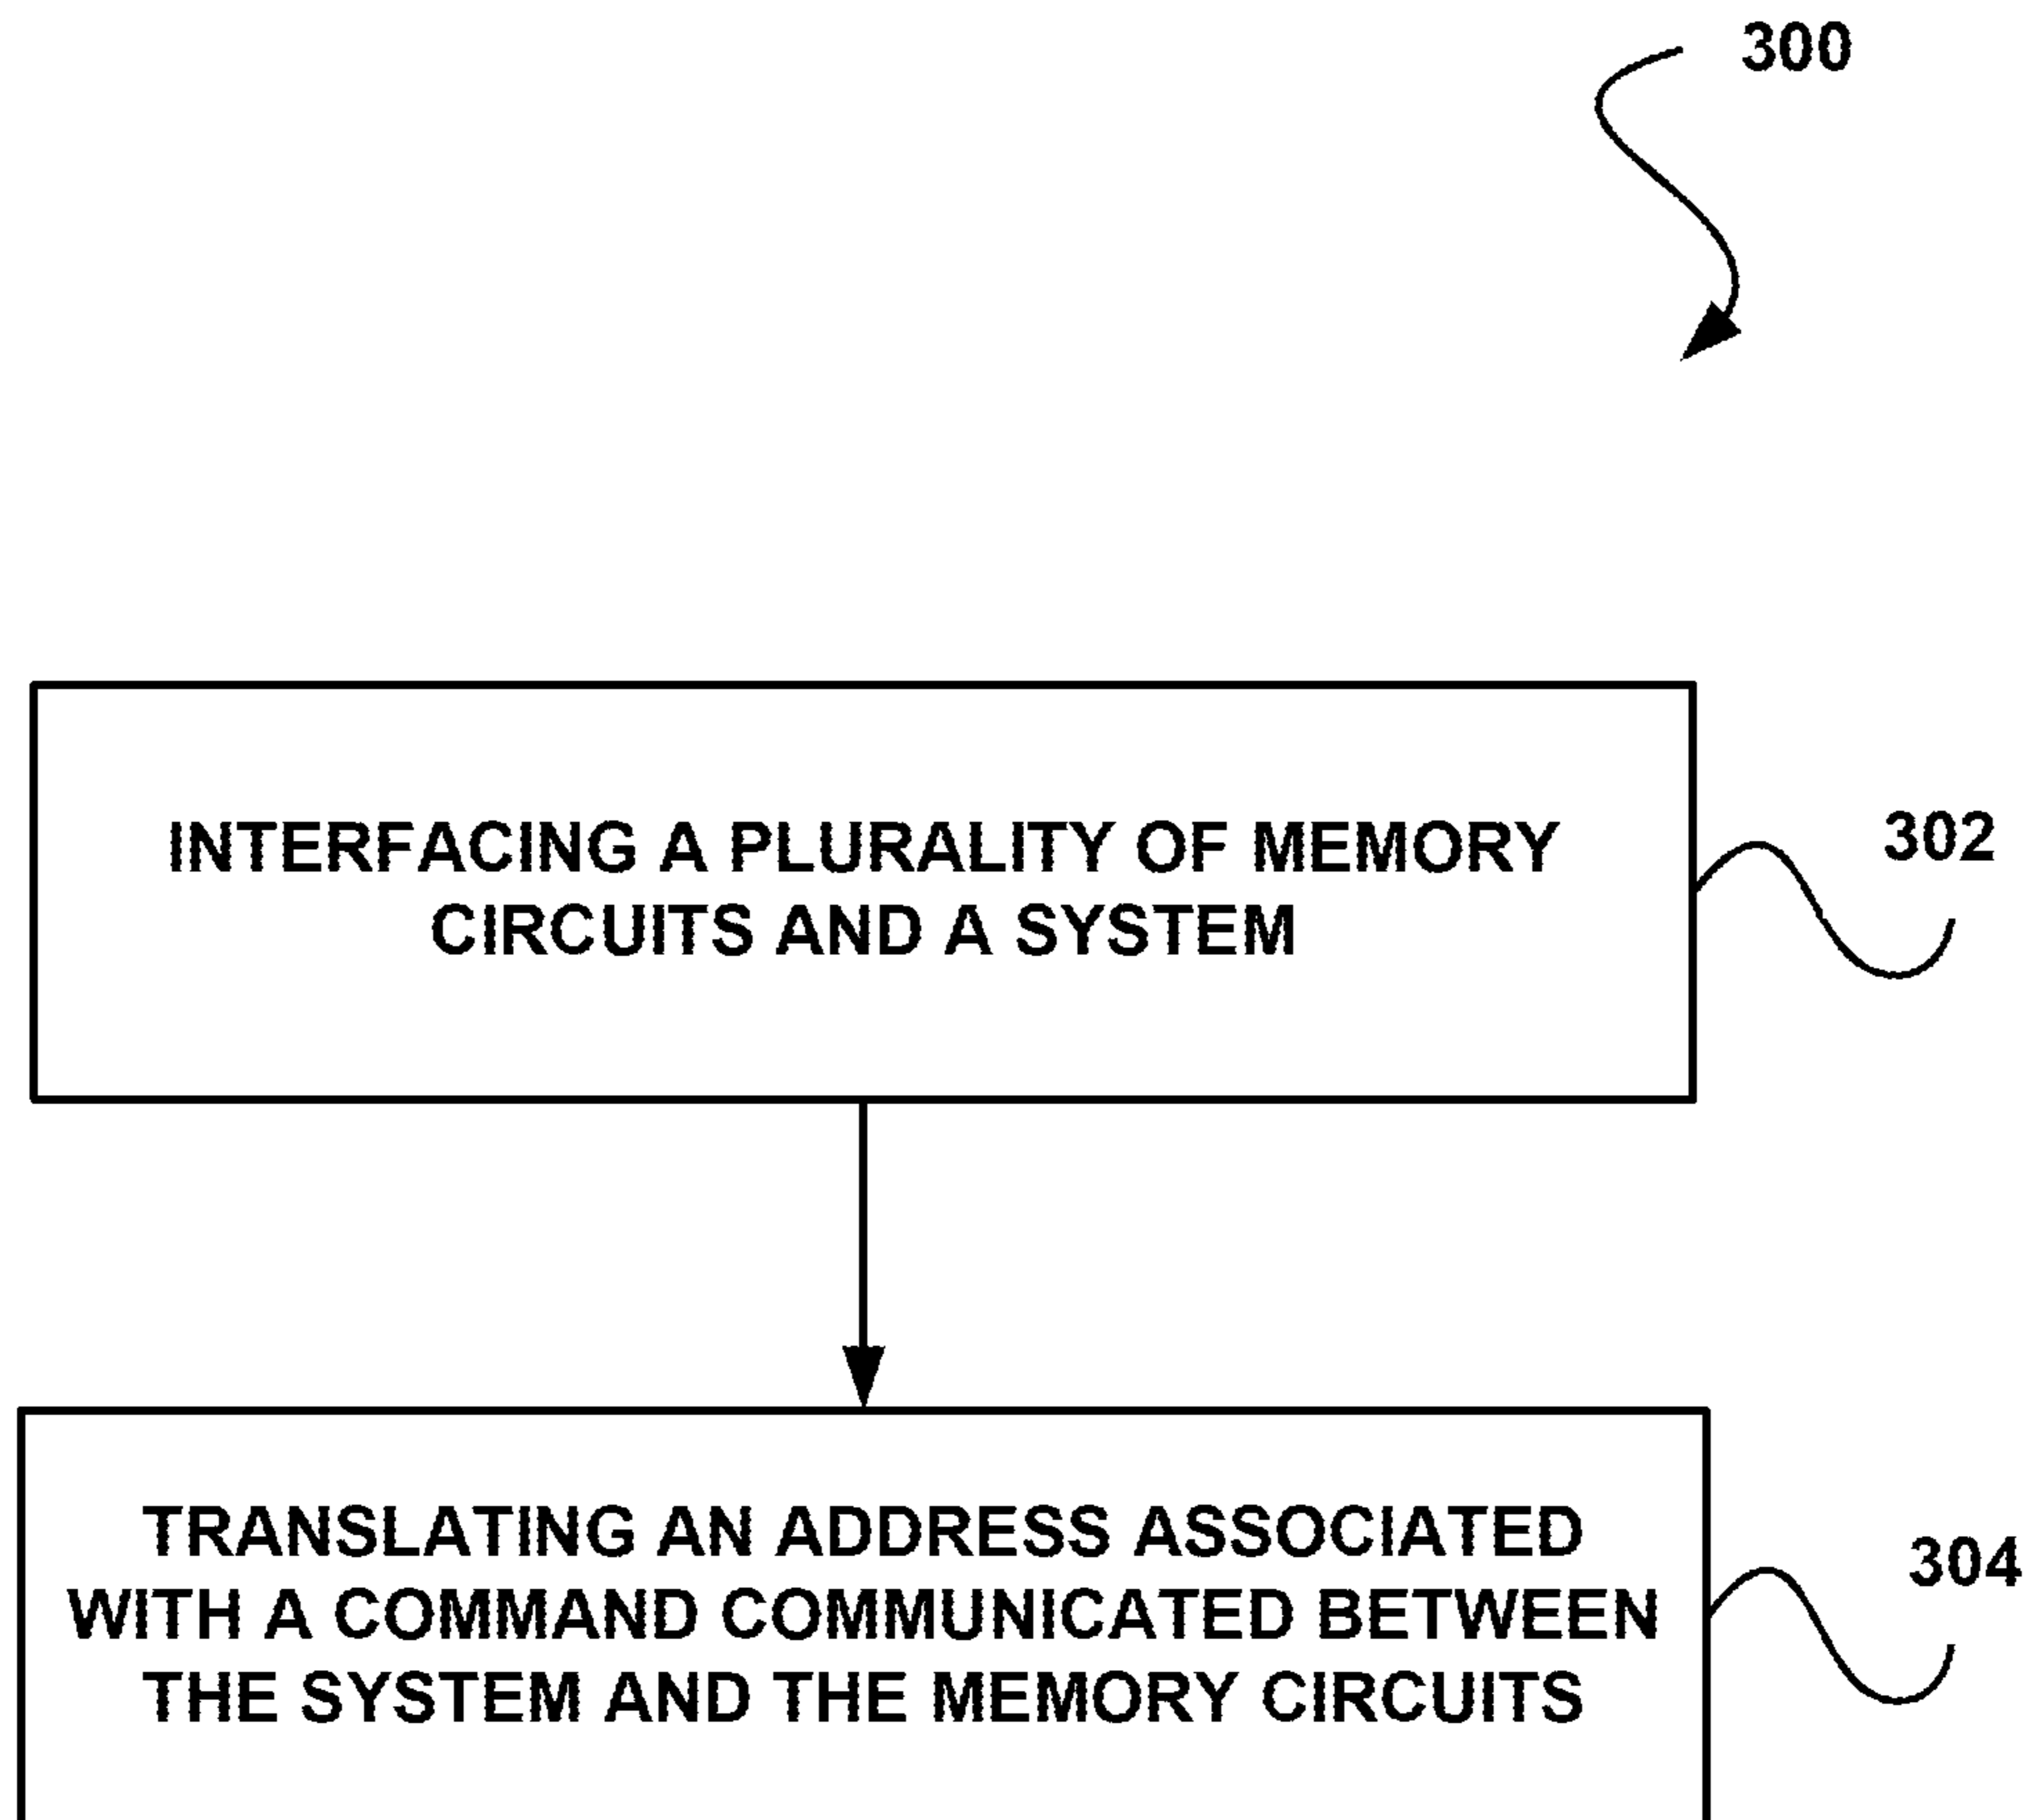 300
INTERFACING A PLURALITY OF MEMORY
CIRCUITS AND A SYSTEM
302
TRANSLATING AN ADDRESS ASSOCIATED
WITH A COMMAND COMMUNICATED BETWEEN
THE SYSTEM AND THE MEMORY CIRCUITS
304